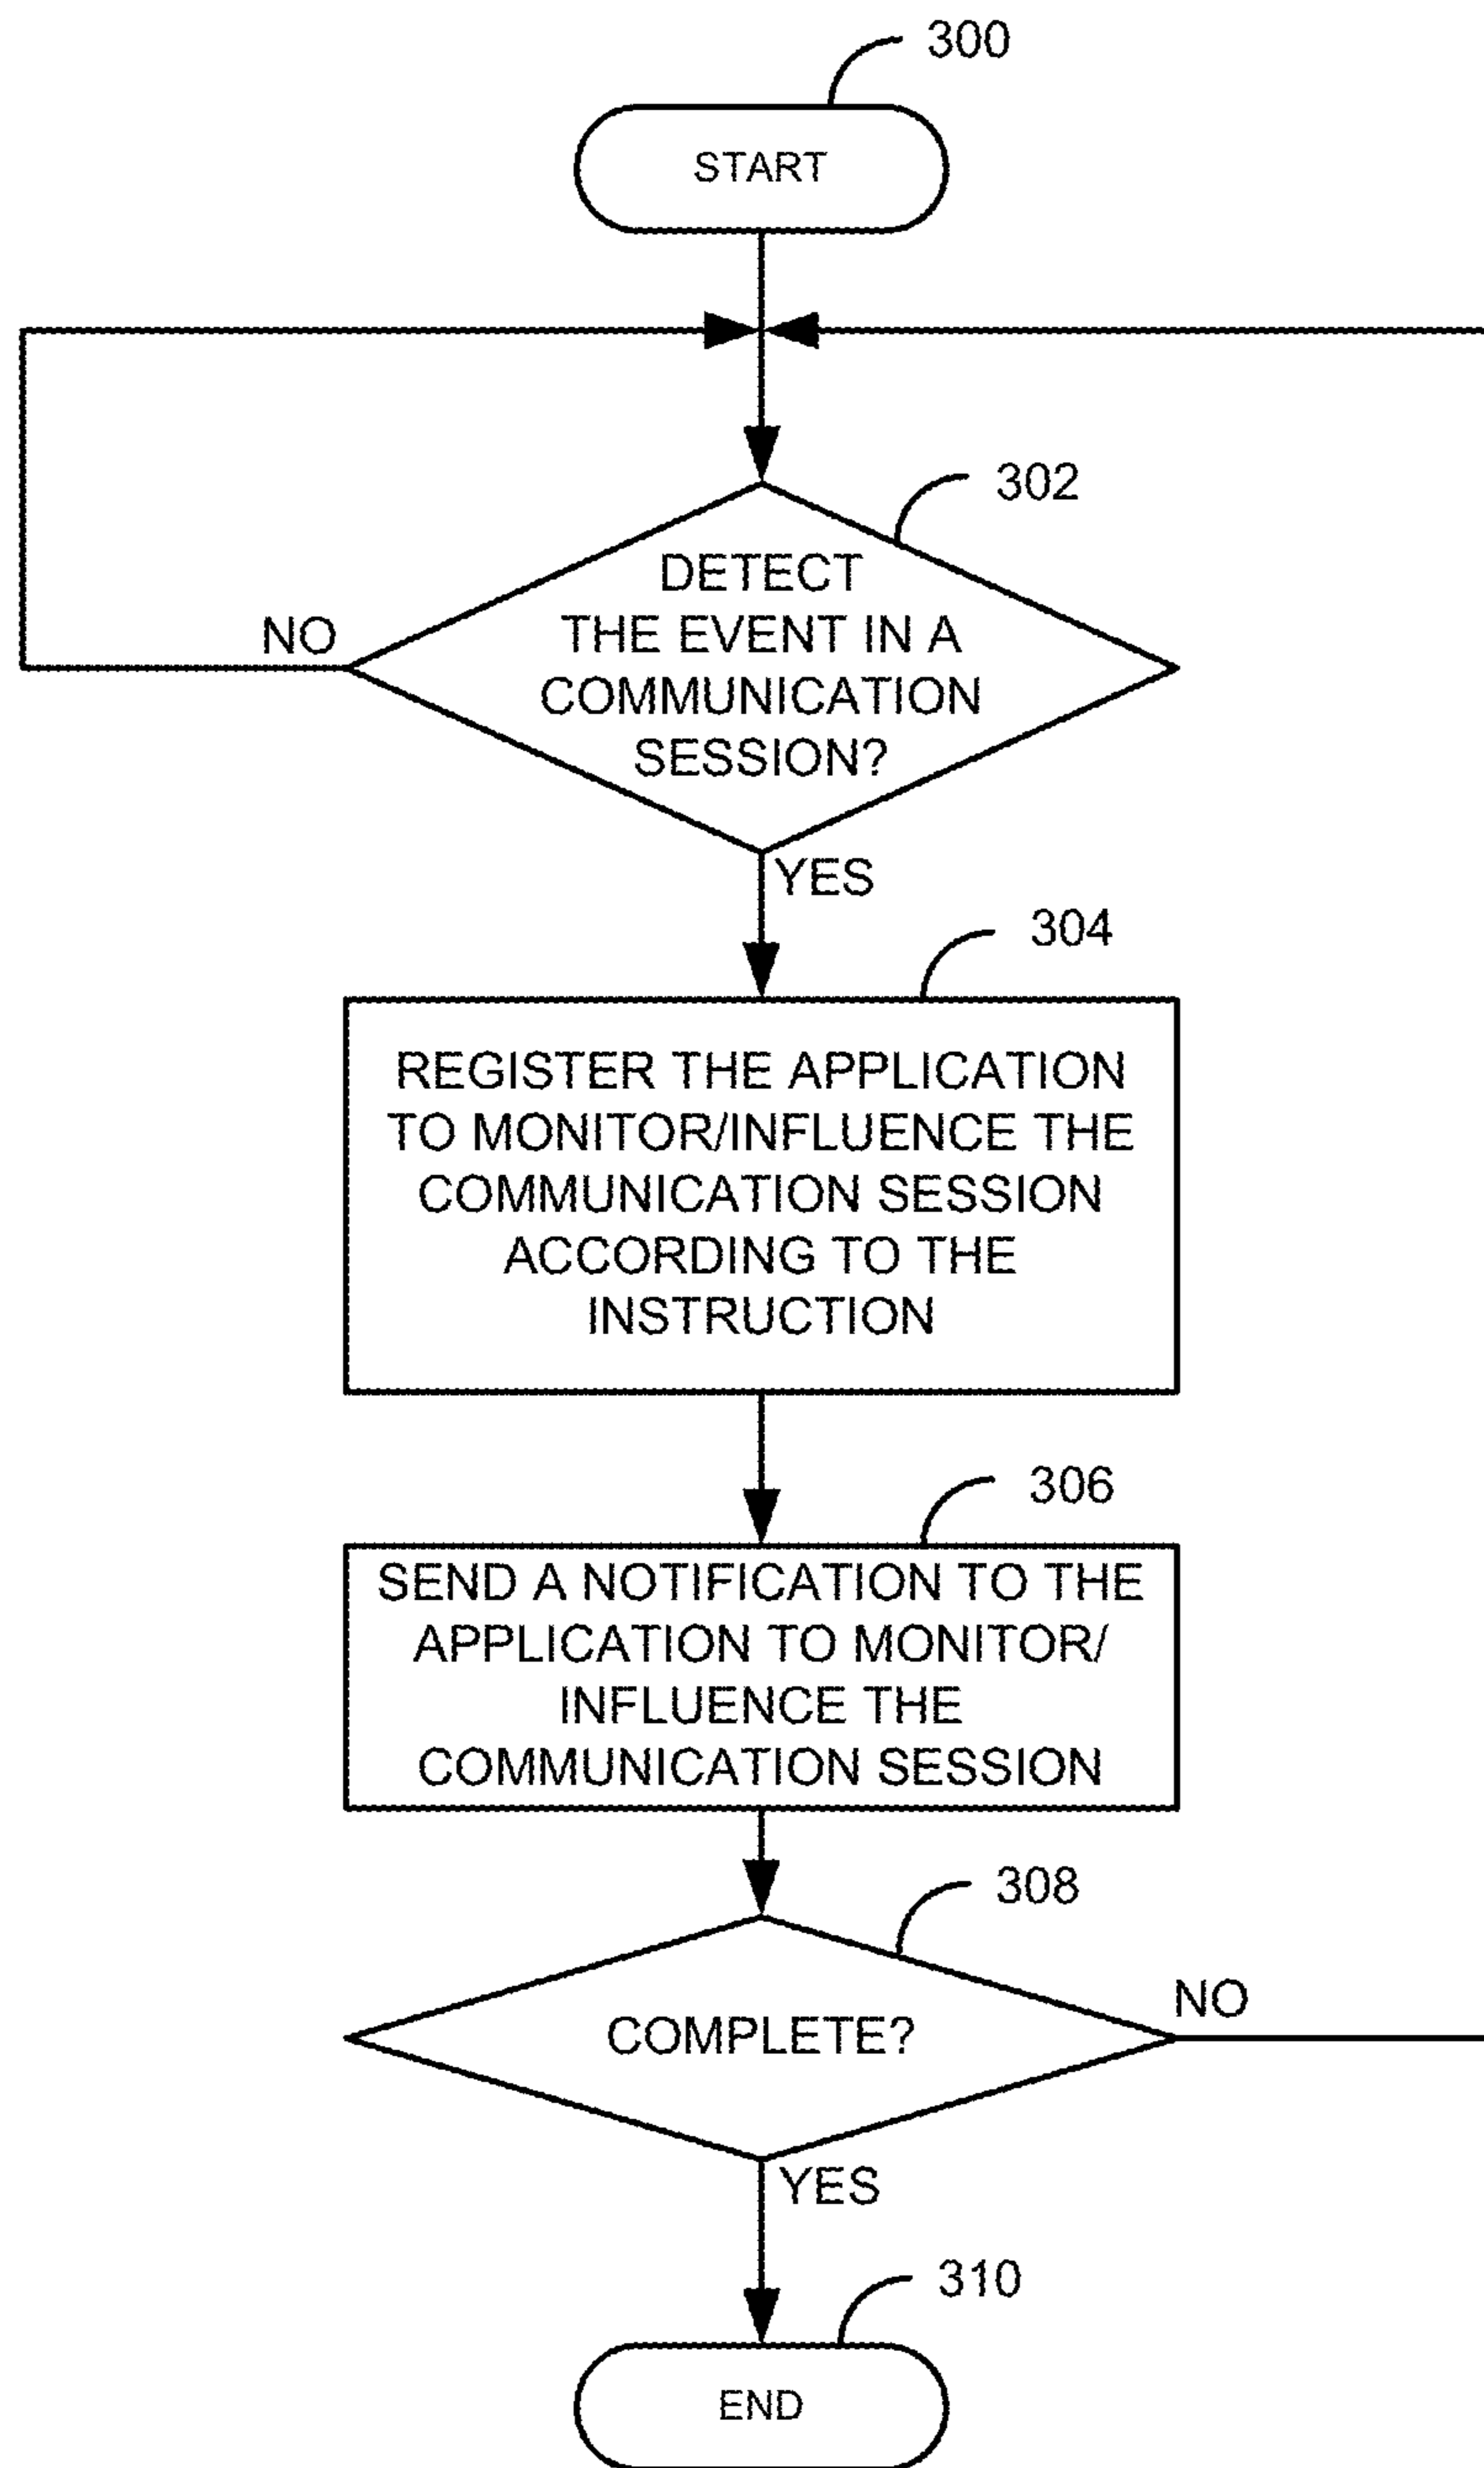 300
START
302
DETECT
THE EVENT IN A
COMMUNICATION
SESSION?
NO
YES
304
REGISTER THE APPLICATION
TO MONITOR/INFLUENCE THE
COMMUNICATION SESSION
ACCORDING TO THE
INSTRUCTION
306
SEND A NOTIFICATION TO THE
APPLICATION TO MONITOR/
INFLUENCE THE
COMMUNICATION SESSION
308
COMPLETE?
NO
YES
310
END